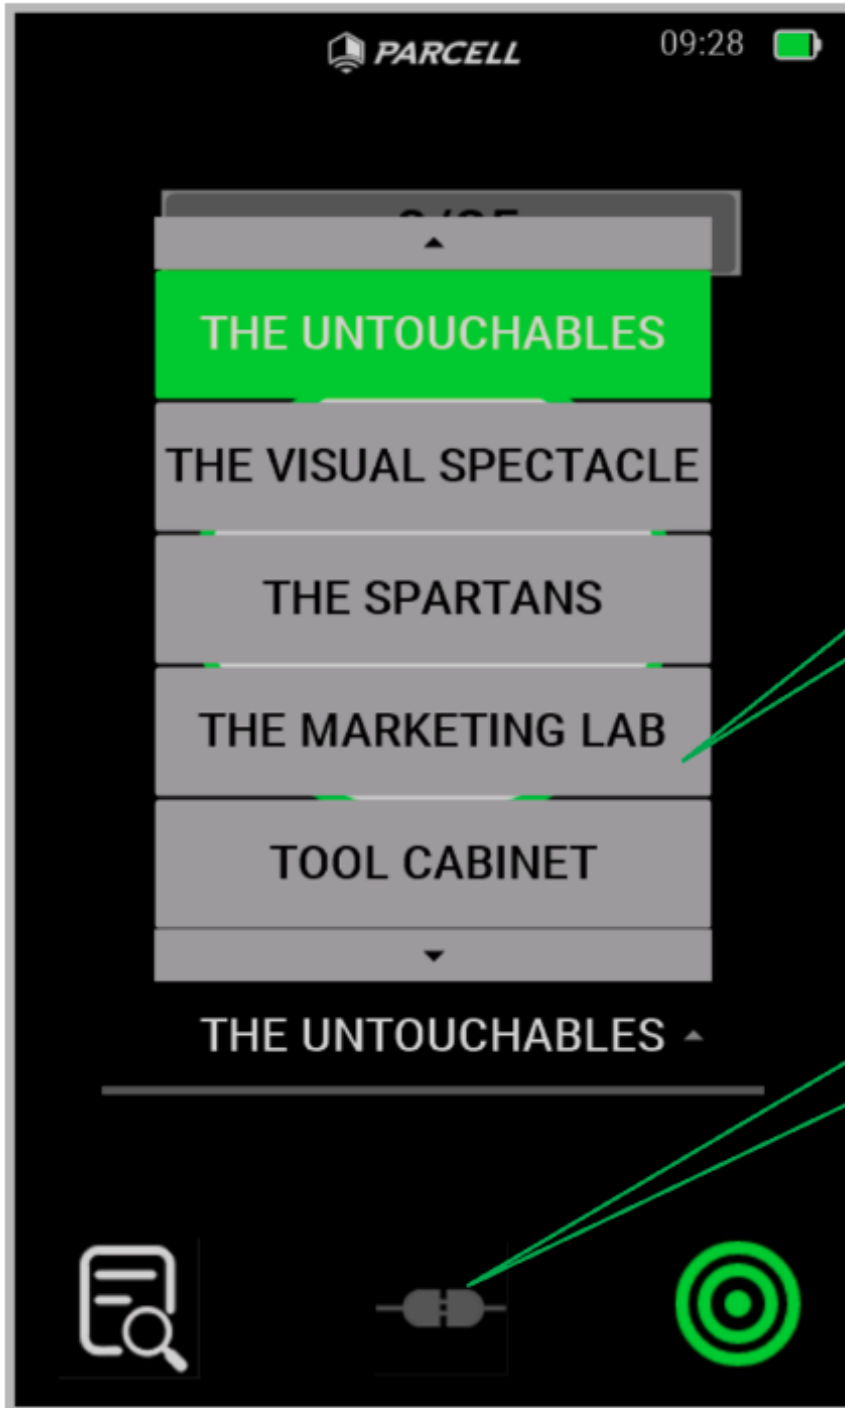 PARCELL
09:28
THE UNTOUCHABLES
THE VISUAL SPECTACLE
THE SPARTANS
THE MARKETING LAB
TOOL CABINET
THE UNTOUCHABLES